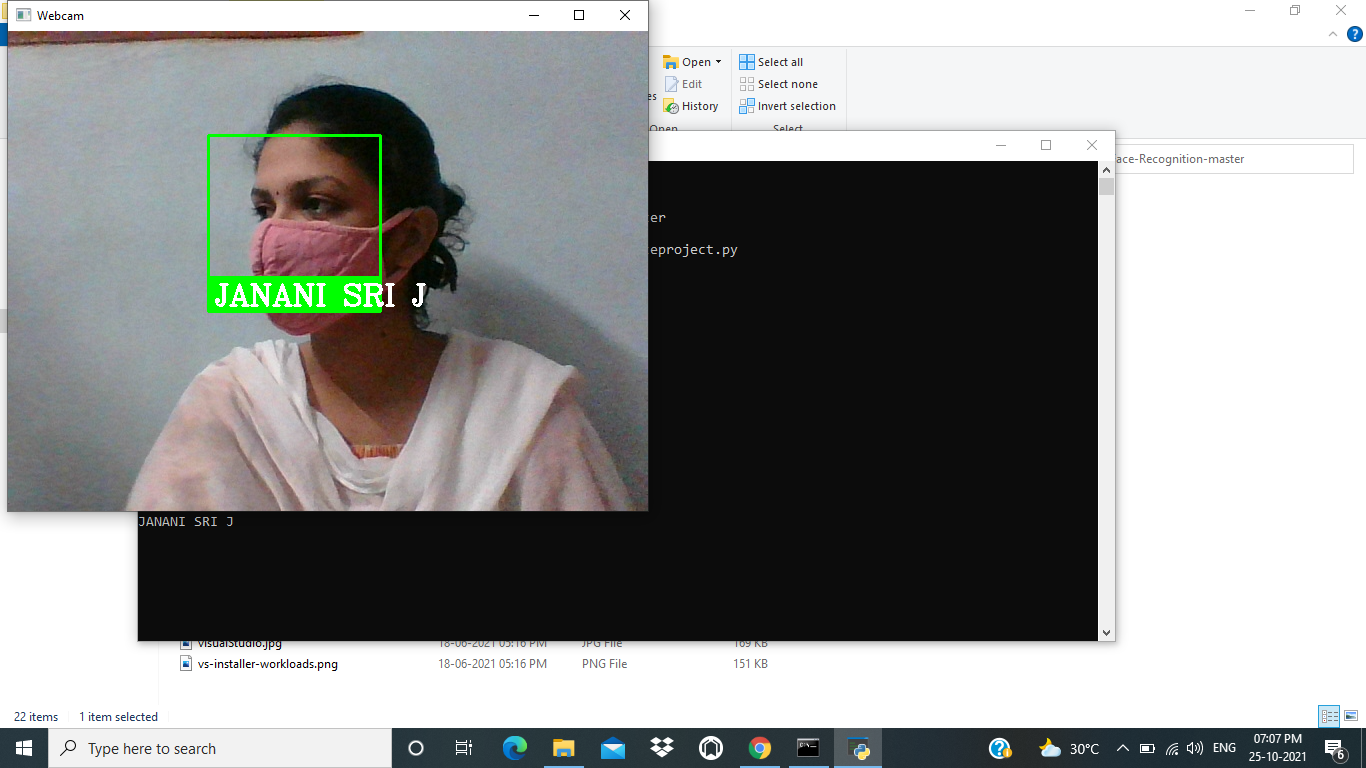 Webcam
Open
Select all
Edit
Select none
es
History
Invert selection
Open
Select
ace-Recognition-master
er
eproject.py
JANANI SRI J
JANANI SRI J
visualStudio.jpg
18-06-2021 05:16 PM
JPG File
169 KB
vs-installer-workloads.png
18-06-2021 05:16 PM
PNG File
151 KB
22 items
1 item selected
Type here to search
30°C
ENG
07:07 PM
25-10-2021
6